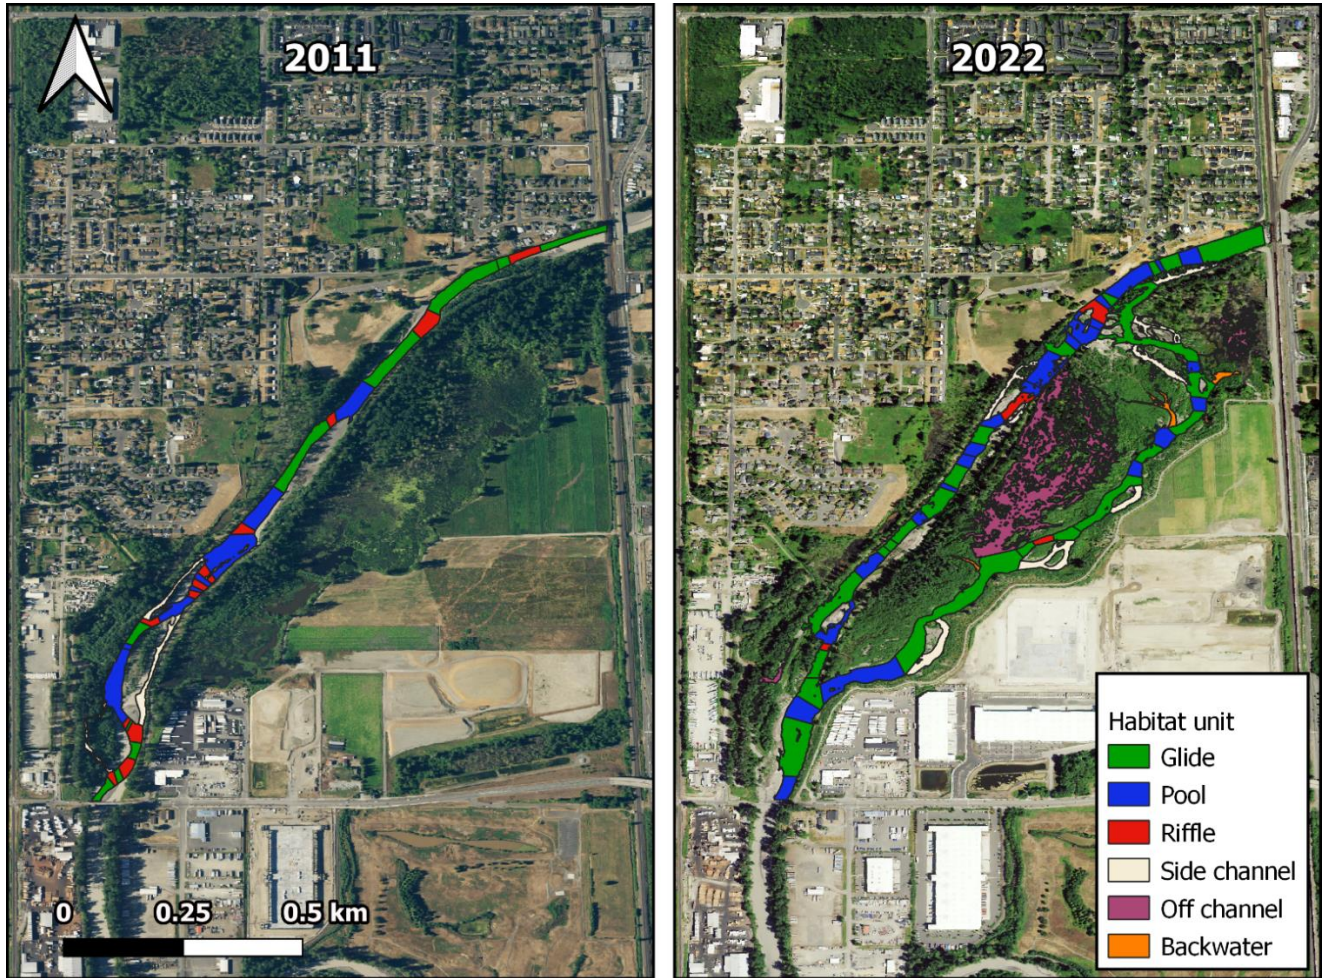 2011
2022
0 0.25 0.5 km
Habitat unit
Glide
Pool
Riffle
Side channel
Off channel
Backwater